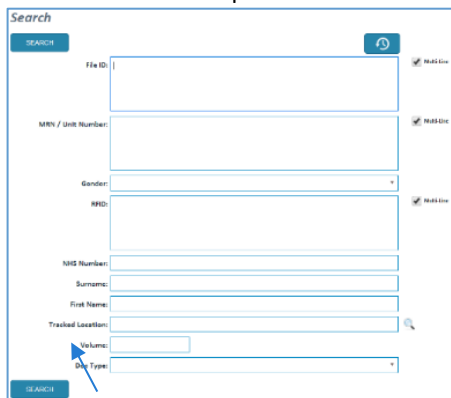 Search
SEARCH
File ID:
Multi-Line
MRN / Unit Number:
Multi-Line
Gender:
RFID:
Multi-Line
NHS Number:
Surname:
First Name:
Tracked Location:
Volume:
Doc Type:
SEARCH